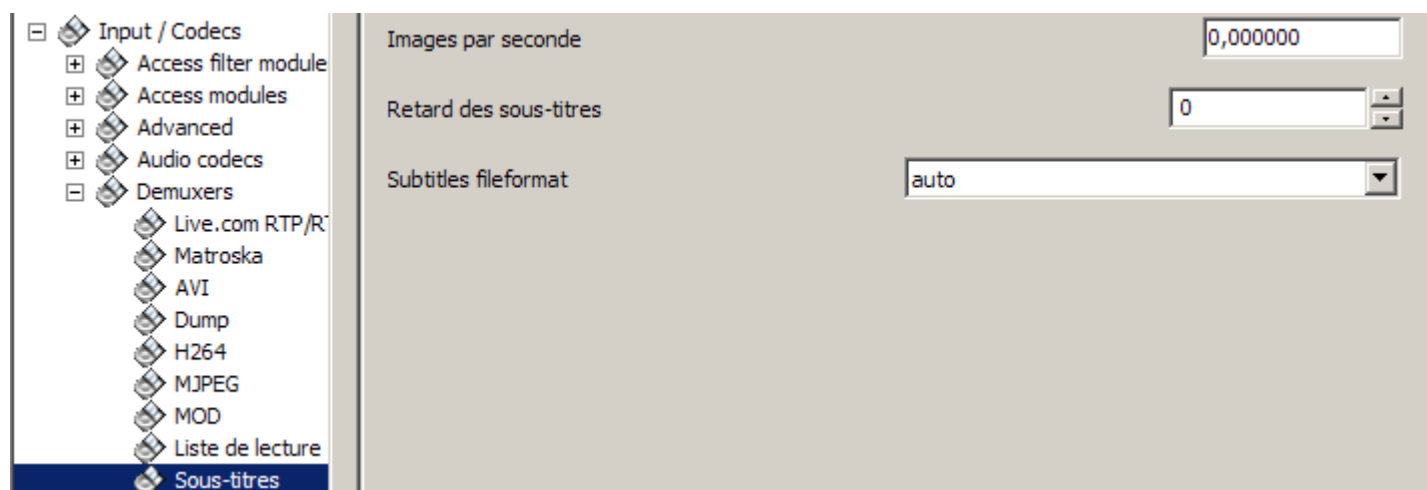 Input / Codecs
Access filter module
Access modules
Advanced
Audio codecs
Demuxers
Live.com RTP/R
Matroska
AVI
Dump
H264
MJPEG
MOD
Liste de lecture
Sous-titres
Images par seconde
0,000000
Retard des sous-titres
0
Subtitles fileformat
auto